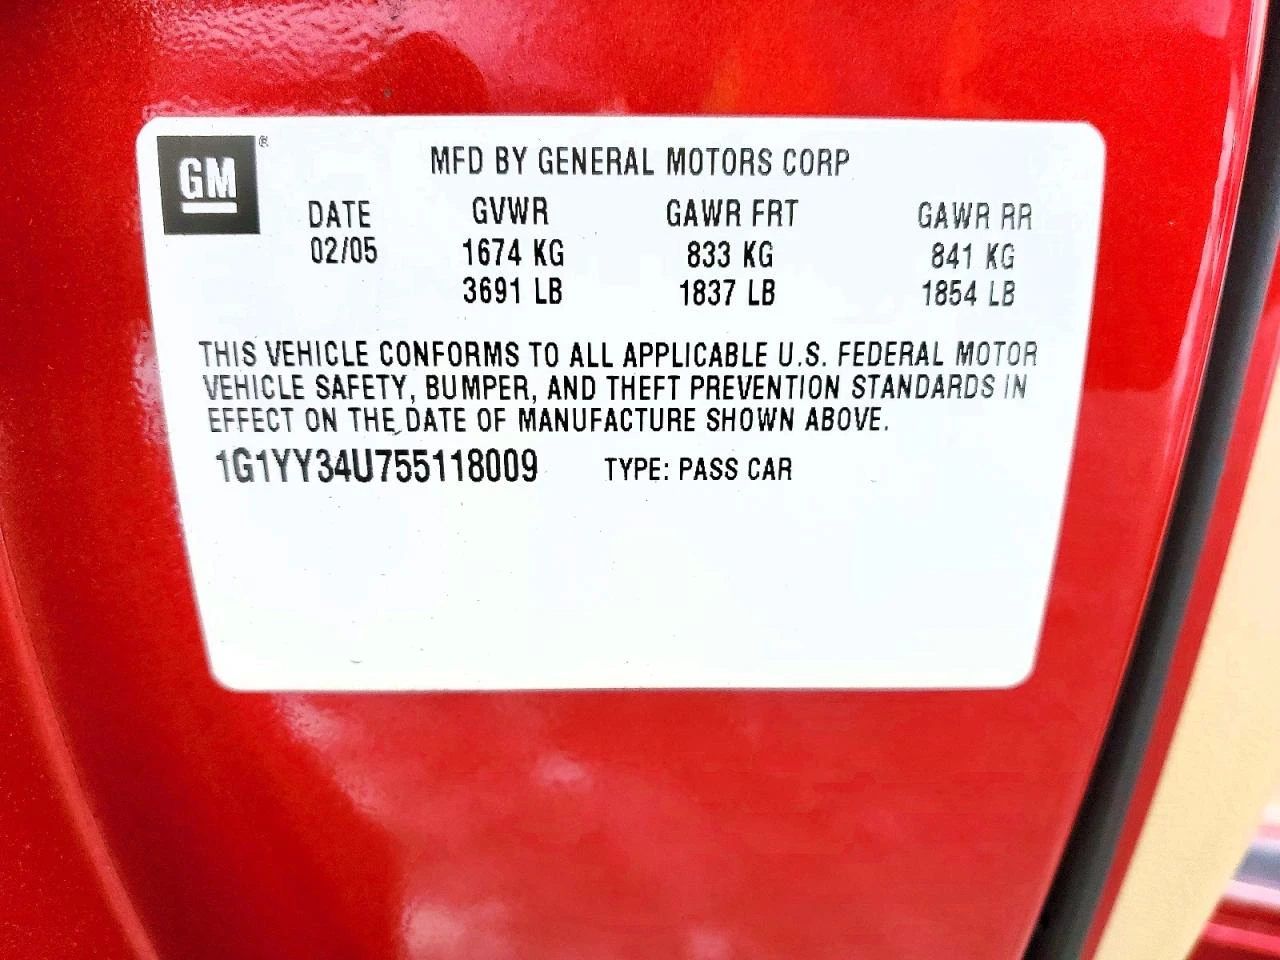 GM®
MFD BY GENERAL MOTORS CORP
DATE GVWR GAWR FRT GAWR RR
02/05 1674 KG 833 KG 841 KG
3691 LB 1837 LB 1854 LB
THIS VEHICLE CONFORMS TO ALL APPLICABLE U.S. FEDERAL MOTOR
VEHICLE SAFETY, BUMPER, AND THEFT PREVENTION STANDARDS IN
EFFECT ON THE DATE OF MANUFACTURE SHOWN ABOVE.
1G1YY34U755118009 TYPE: PASS CAR